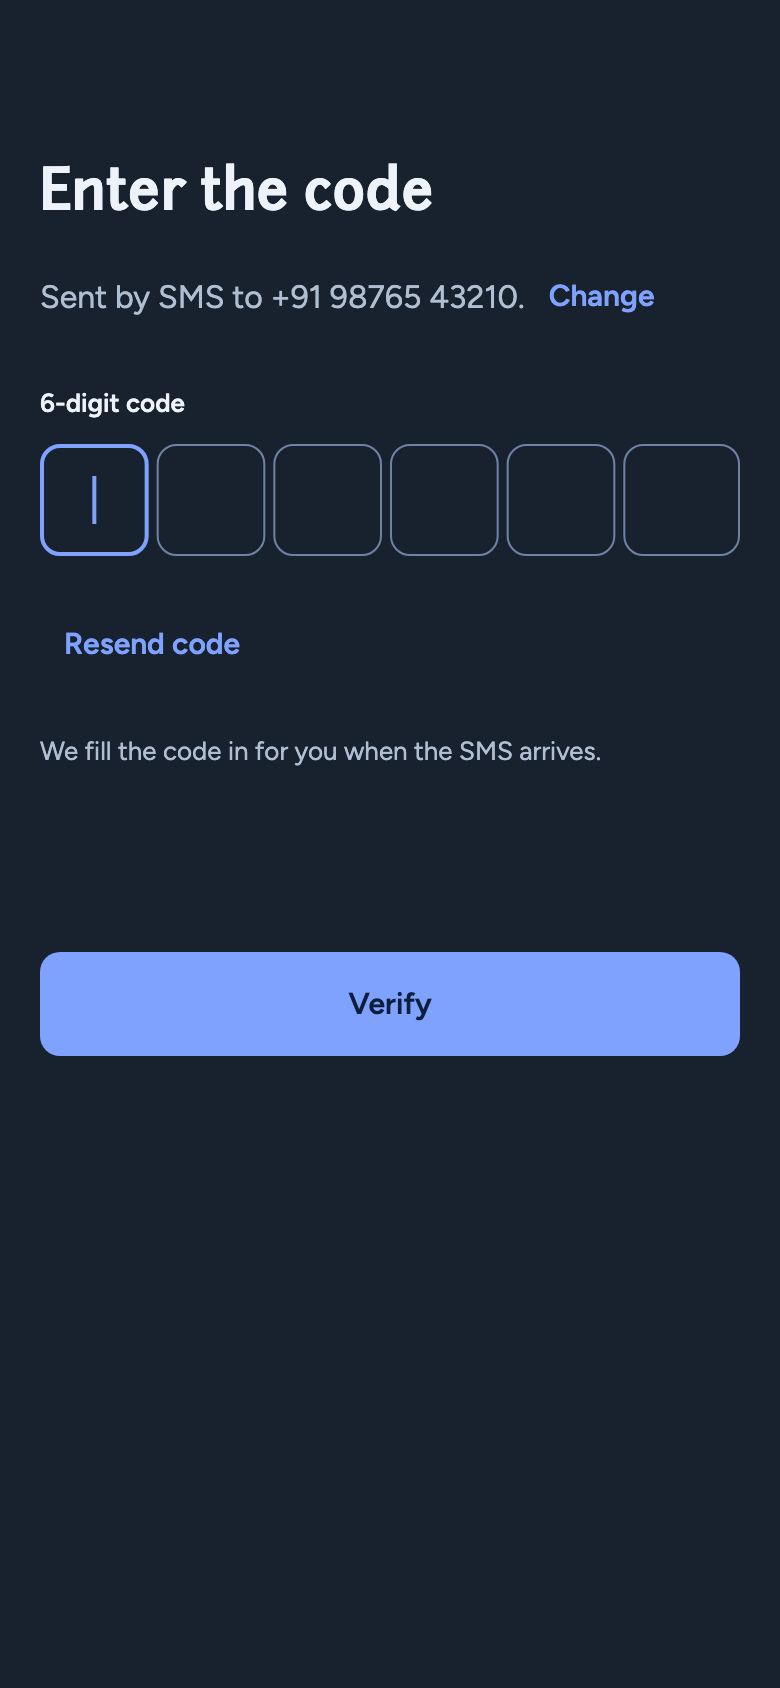 Enter the code
Sent by SMS to +91 98765 43210. Change
6-digit code
Resend code
We fill the code in for you when the SMS arrives.
Verify